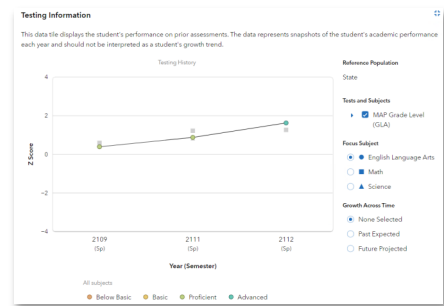 Testing Information
This data tile displays the student's performance on prior assessments. The data represents snapshots of the student's academic performance
each year and should not be interpreted as a student's growth trend.
Testing History
Reference Population
State
Tests and Subjects
MAP Grade Level
(GLA)
Focus Subject
English Language Arts
Math
Science
Growth Across Time
None Selected
Past Expected
Future Projected
Z Score
4
2
0
−2
−4
2109
(Sp)
2111
(Sp)
2112
(Sp)
Year (Semester)
All subjects
Below Basic
Basic
Proficient
Advanced